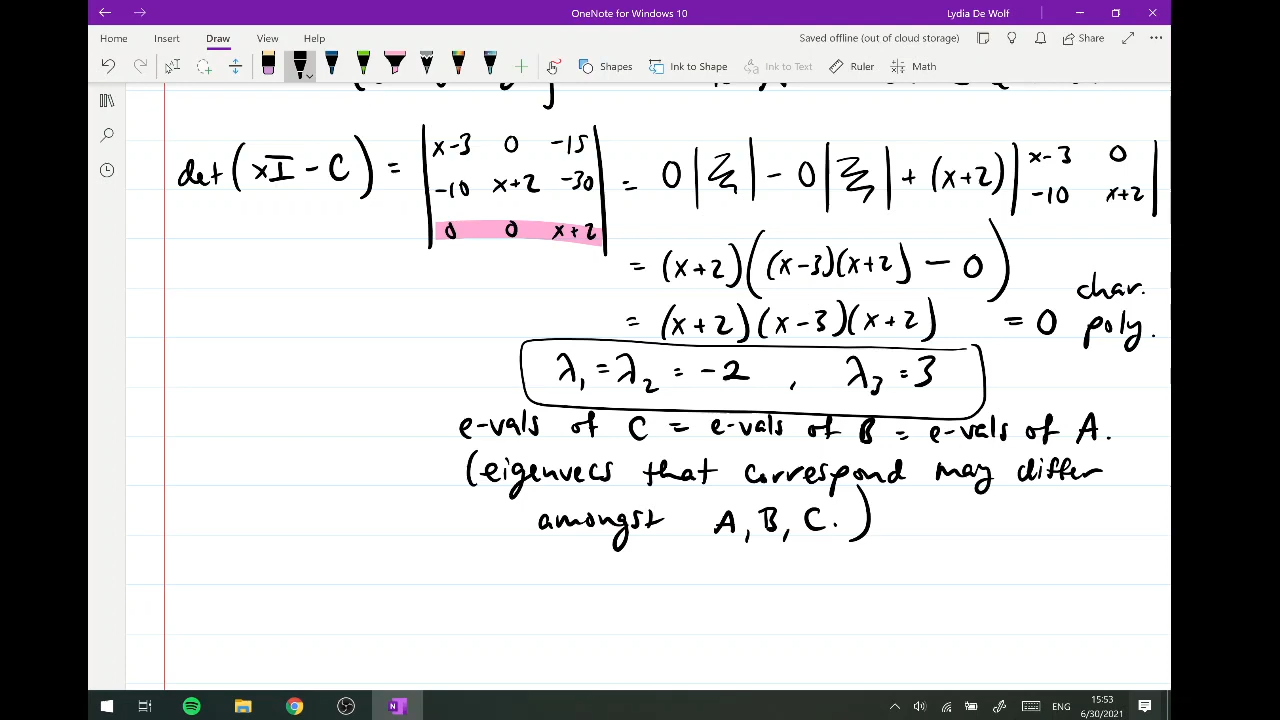 OneNote for Windows 10
Lydia De Wolf
Home Insert Draw View Help
Saved offline (out of cloud storage)
Share
Shapes
Ink to Shape
Ink to Text
Ruler
Math
det(xI - C) = | x-3 0 -15 | = 0 | | - 0 | | + (x+2) | x-3 0 |
-10 x+2 -30 -10 x+2
0 0 x+2
= (x+2)((x-3)(x+2) - 0)
= (x+2)(x-3)(x+2) = 0 char. poly.
λ₁ = λ₂ = -2 , λ₃ = 3
e-vals of C = e-vals of B = e-vals of A.
(eigenvecs that correspond may differ
amongst A, B, C.)
ENG
15:53
6/30/2021